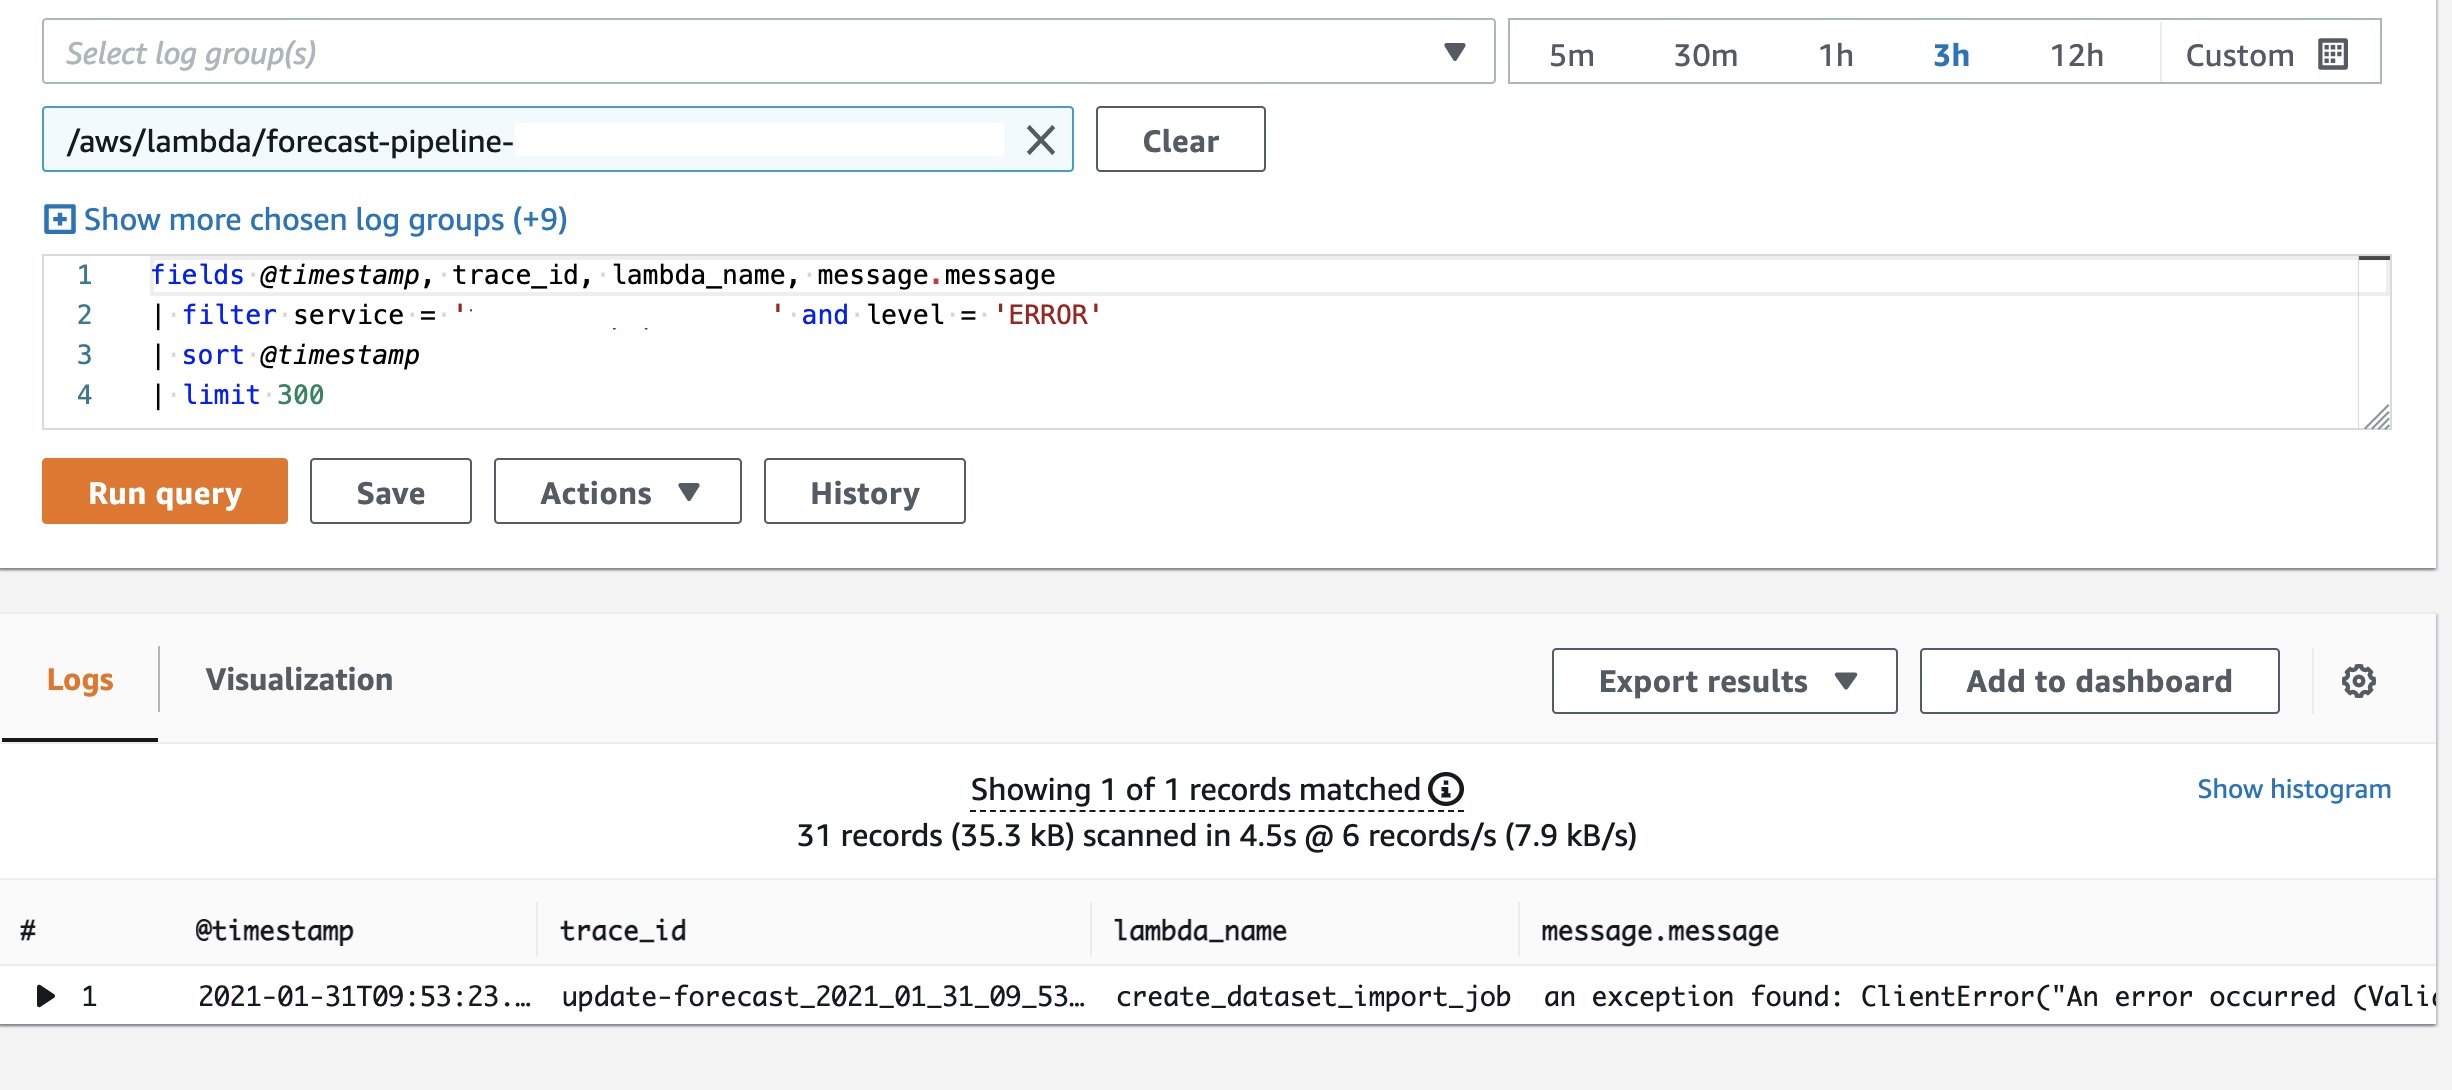 Select log group(s)
5m 30m 1h 3h 12h Custom
/aws/lambda/forecast-pipeline-
Clear
Show more chosen log groups (+9)
1 fields @timestamp, trace_id, lambda_name, message.message
2 | filter service = ' ' and level = 'ERROR'
3 | sort @timestamp
4 | limit 300
Run query Save Actions History
Logs Visualization Export results Add to dashboard
Showing 1 of 1 records matched
Show histogram
31 records (35.3 kB) scanned in 4.5s @ 6 records/s (7.9 kB/s)
# @timestamp trace_id lambda_name message.message
1 2021-01-31T09:53:23.… update-forecast_2021_01_31_09_53… create_dataset_import_job an exception found: ClientError("An error occurred (Vali